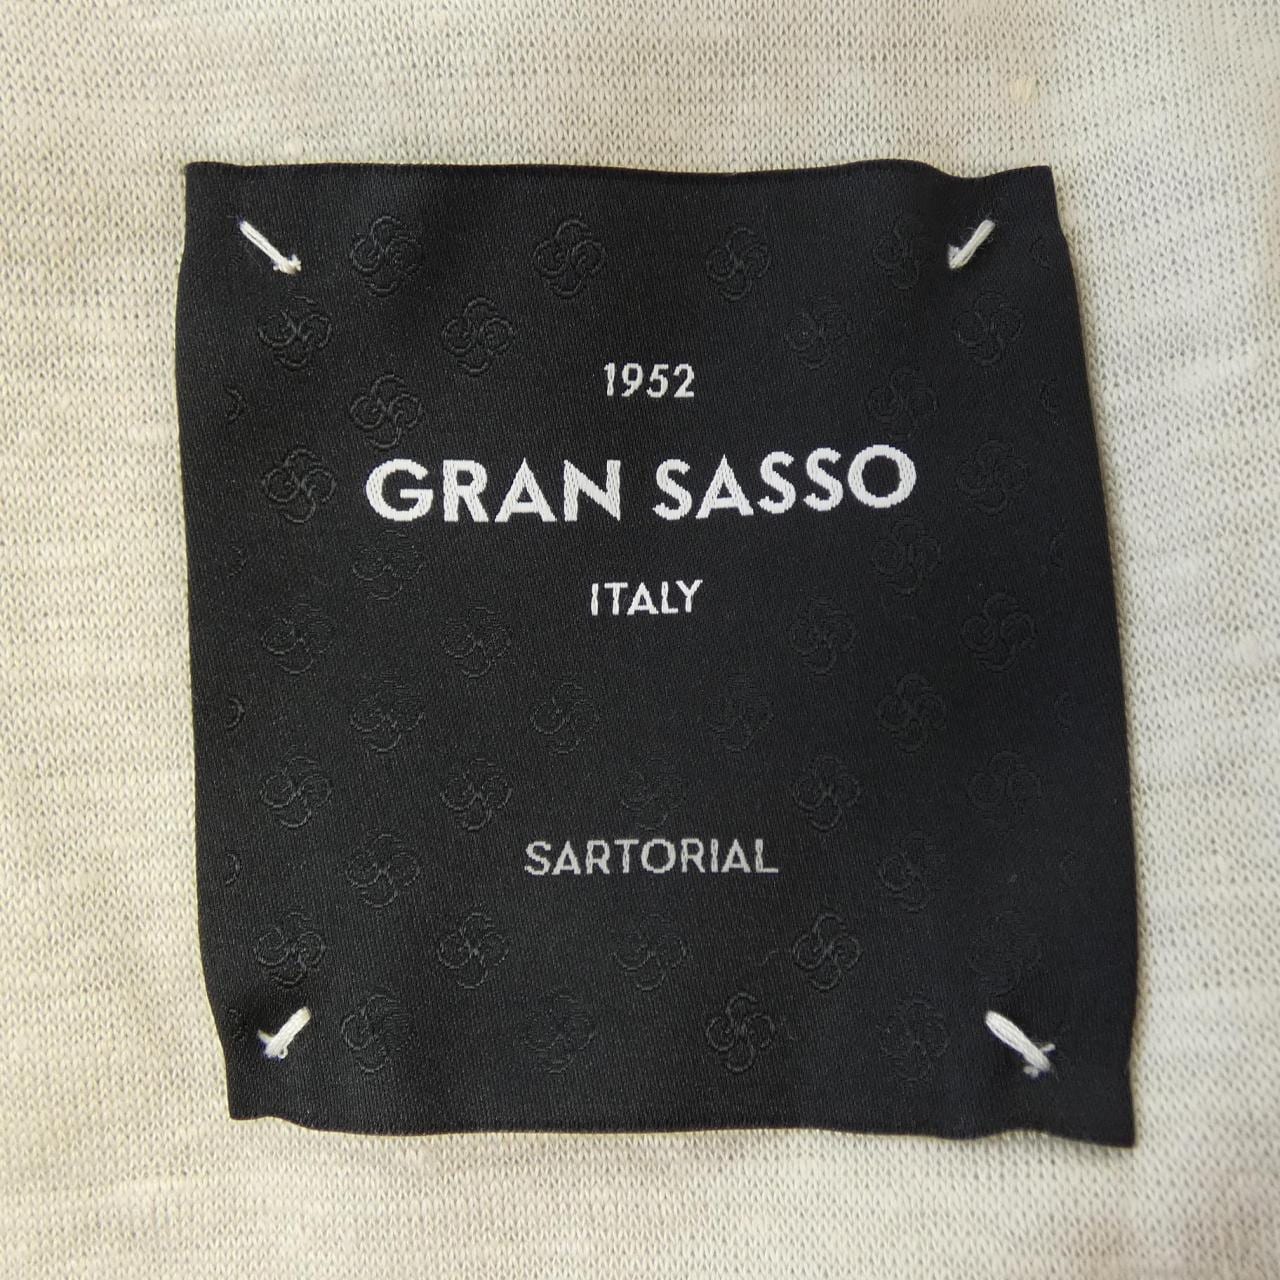 1952
GRAN SASSO
ITALY
SARTORIAL